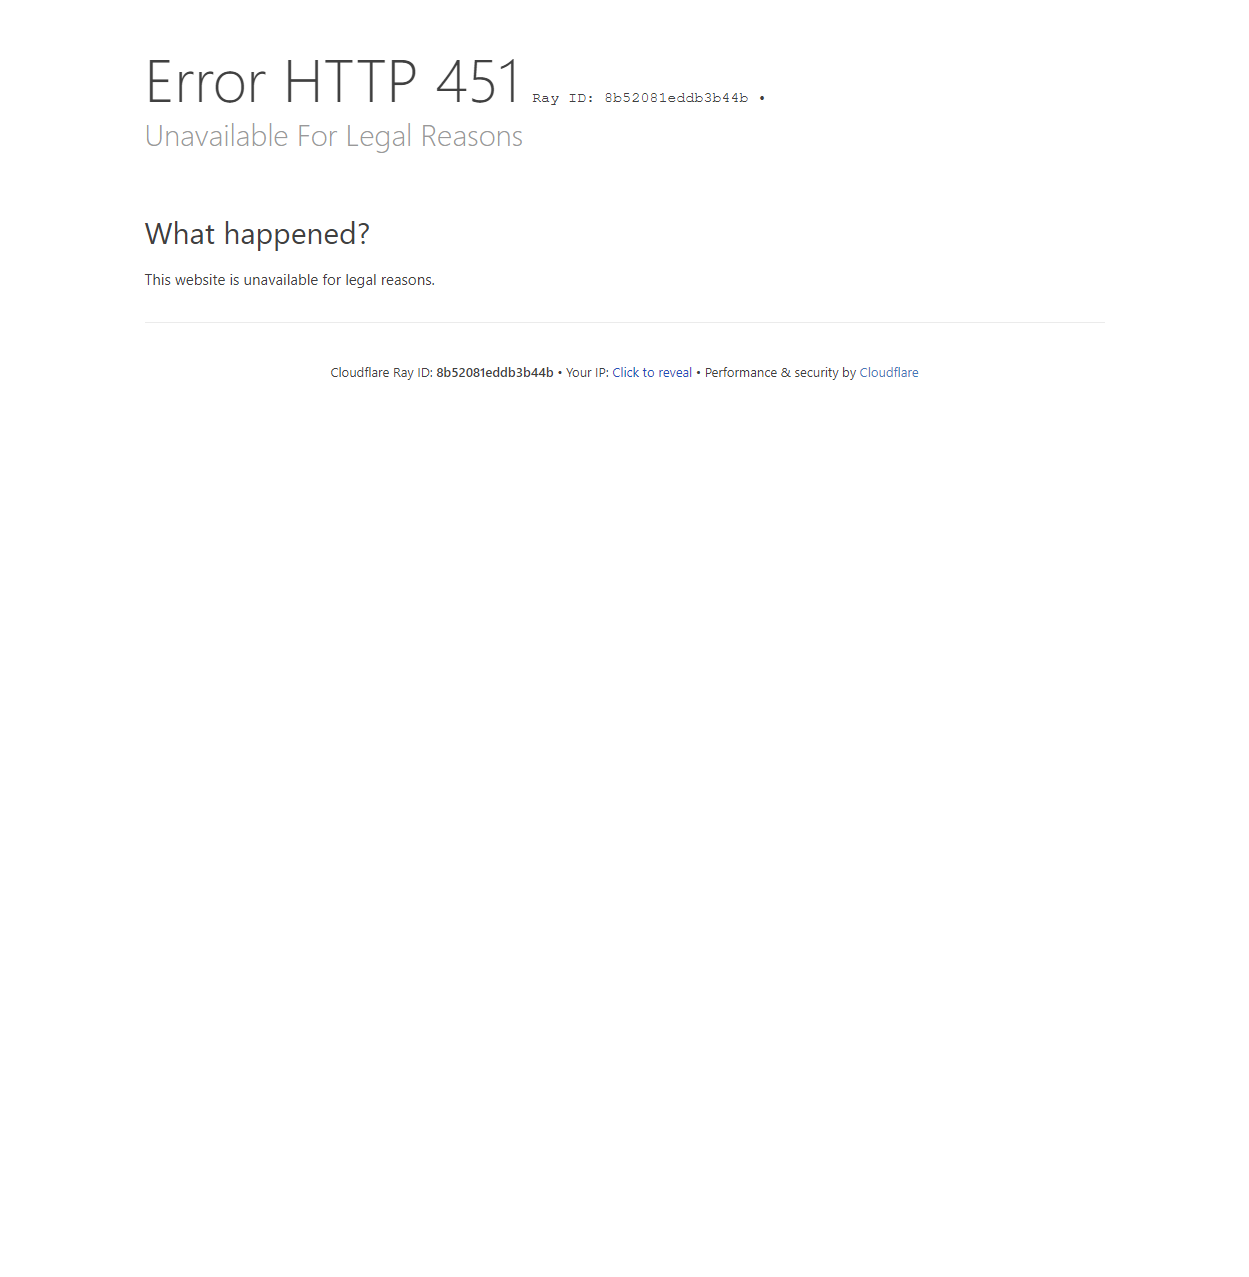 Error HTTP 451 Ray ID: 8b52081eddb3b44b •
Unavailable For Legal Reasons
What happened?
This website is unavailable for legal reasons.
Cloudflare Ray ID: 8b52081eddb3b44b • Your IP: Click to reveal • Performance & security by Cloudflare